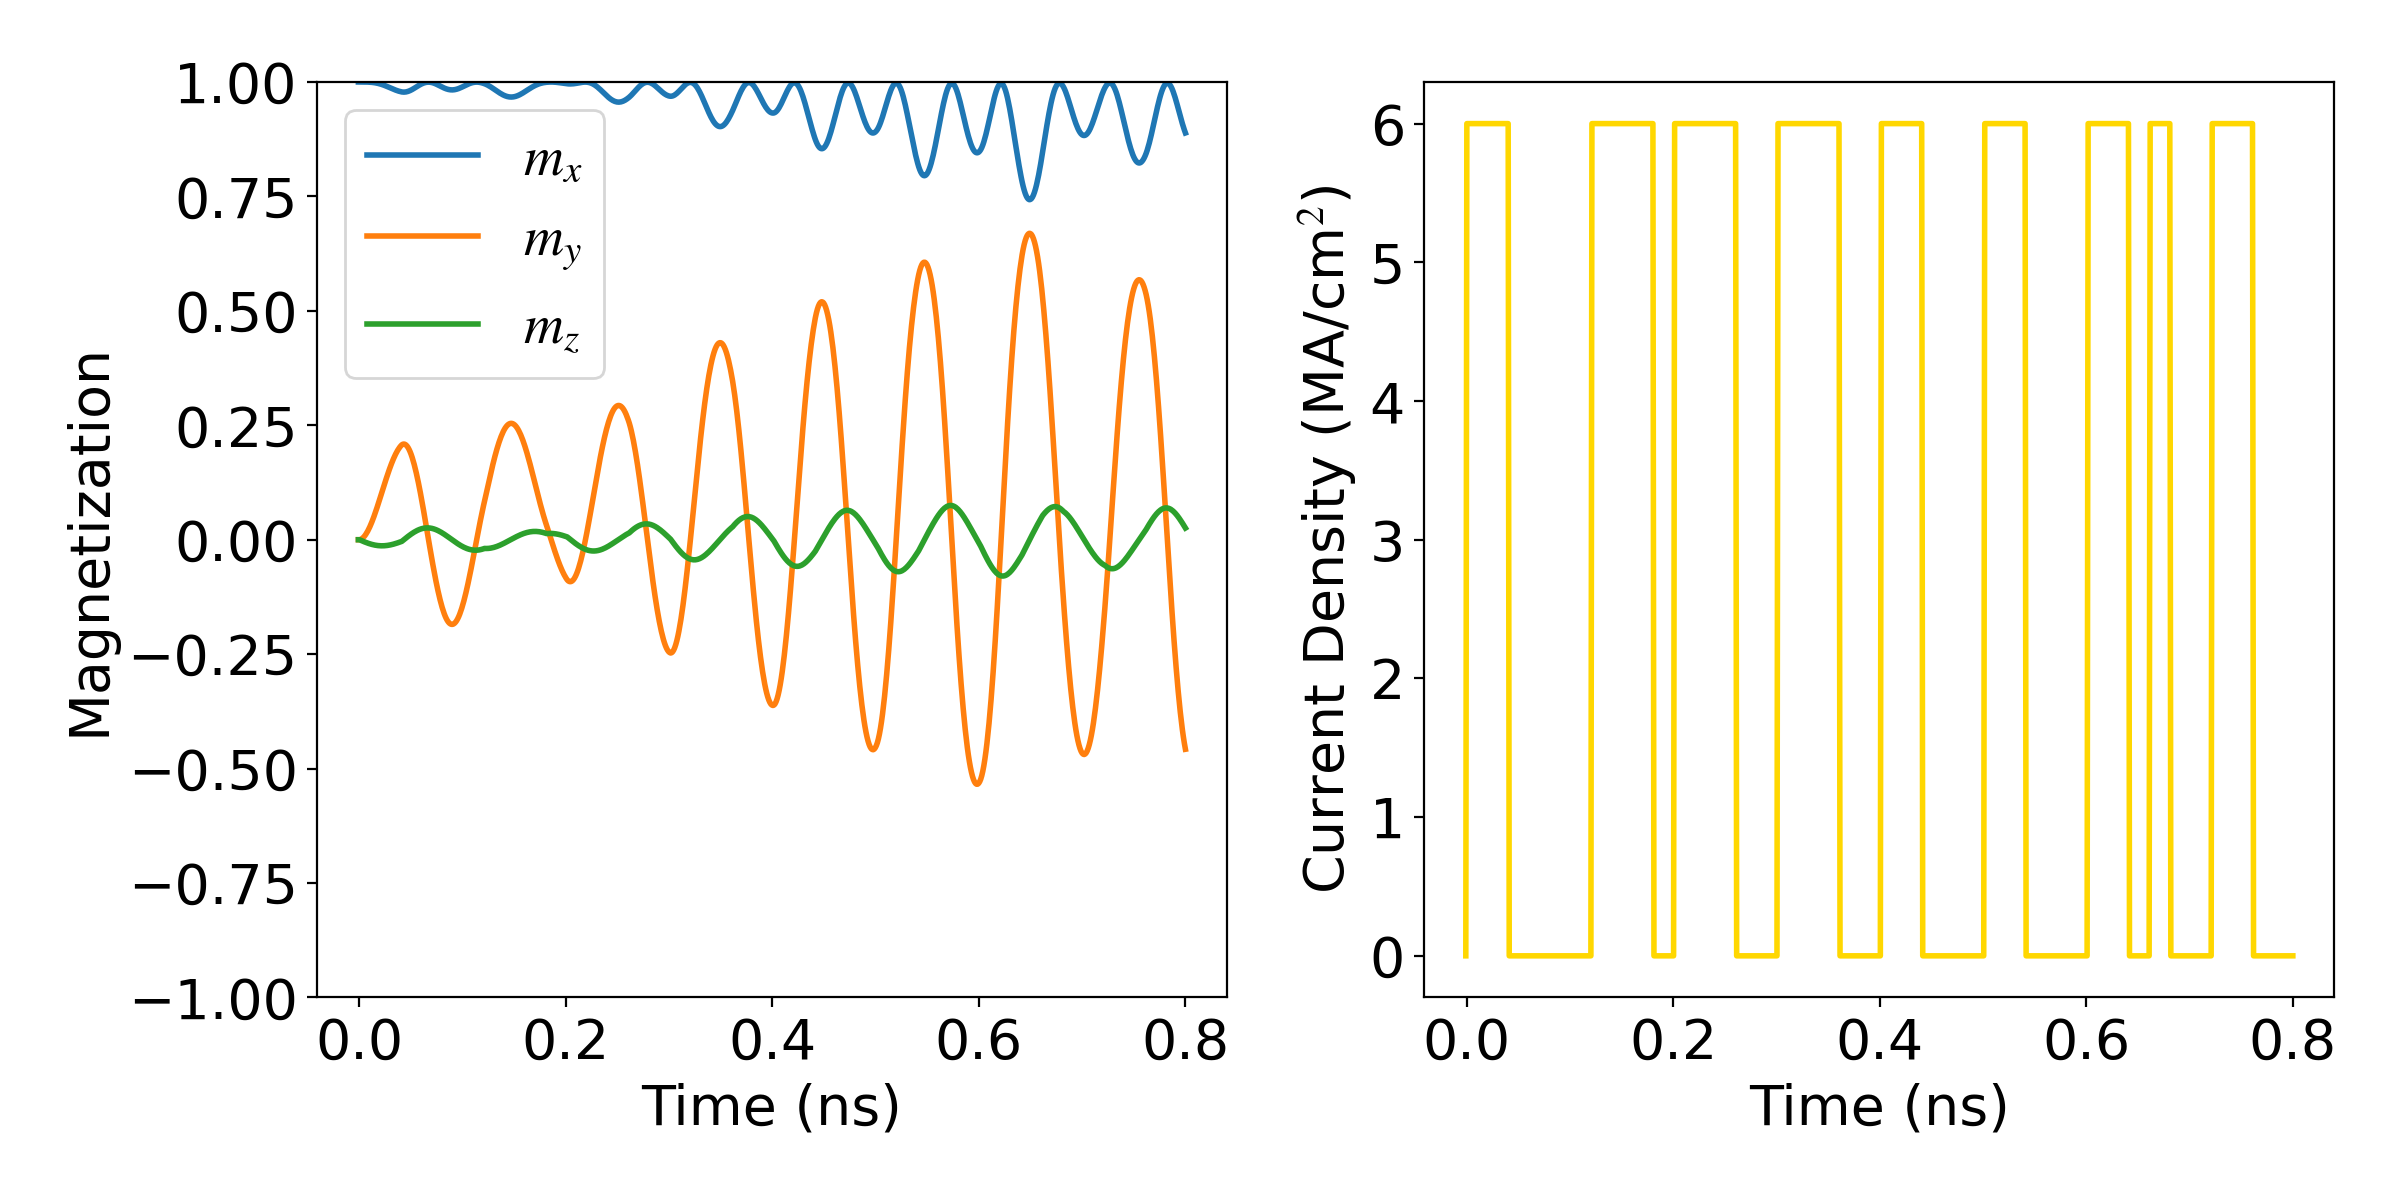 1.00
0.75
0.50
0.25
0.00
−0.25
−0.50
−0.75
−1.00
Magnetization
m_x
m_y
m_z
0.0 0.2 0.4 0.6 0.8
Time (ns)
6
5
4
3
2
1
0
Current Density (MA/cm²)
0.0 0.2 0.4 0.6 0.8
Time (ns)